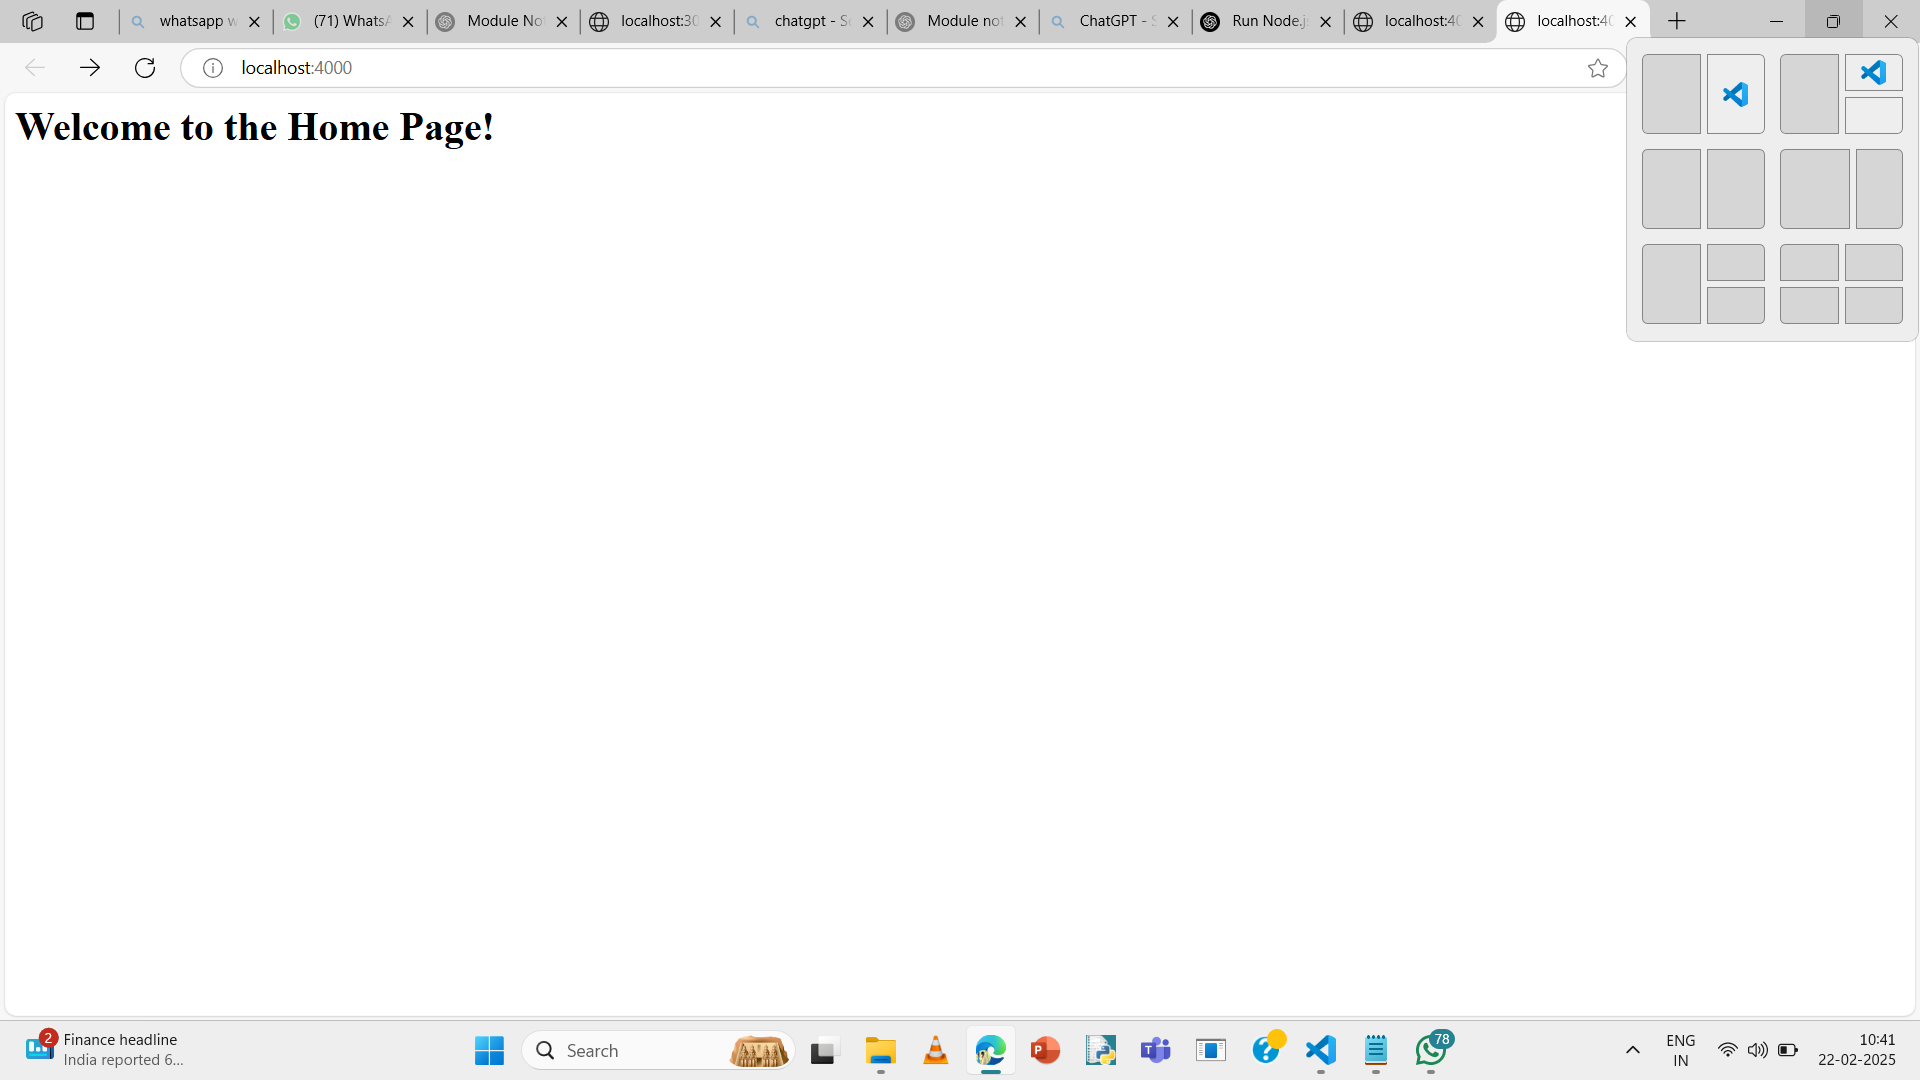 whatsapp w
(71) WhatsA
Module No
localhost:30
chatgpt - Se
Module not
ChatGPT - S
Run Node.js
localhost:40
localhost:40
localhost:4000
Welcome to the Home Page!
2
Finance headline
India reported 6...
Search
78
ENG
IN
10:41
22-02-2025